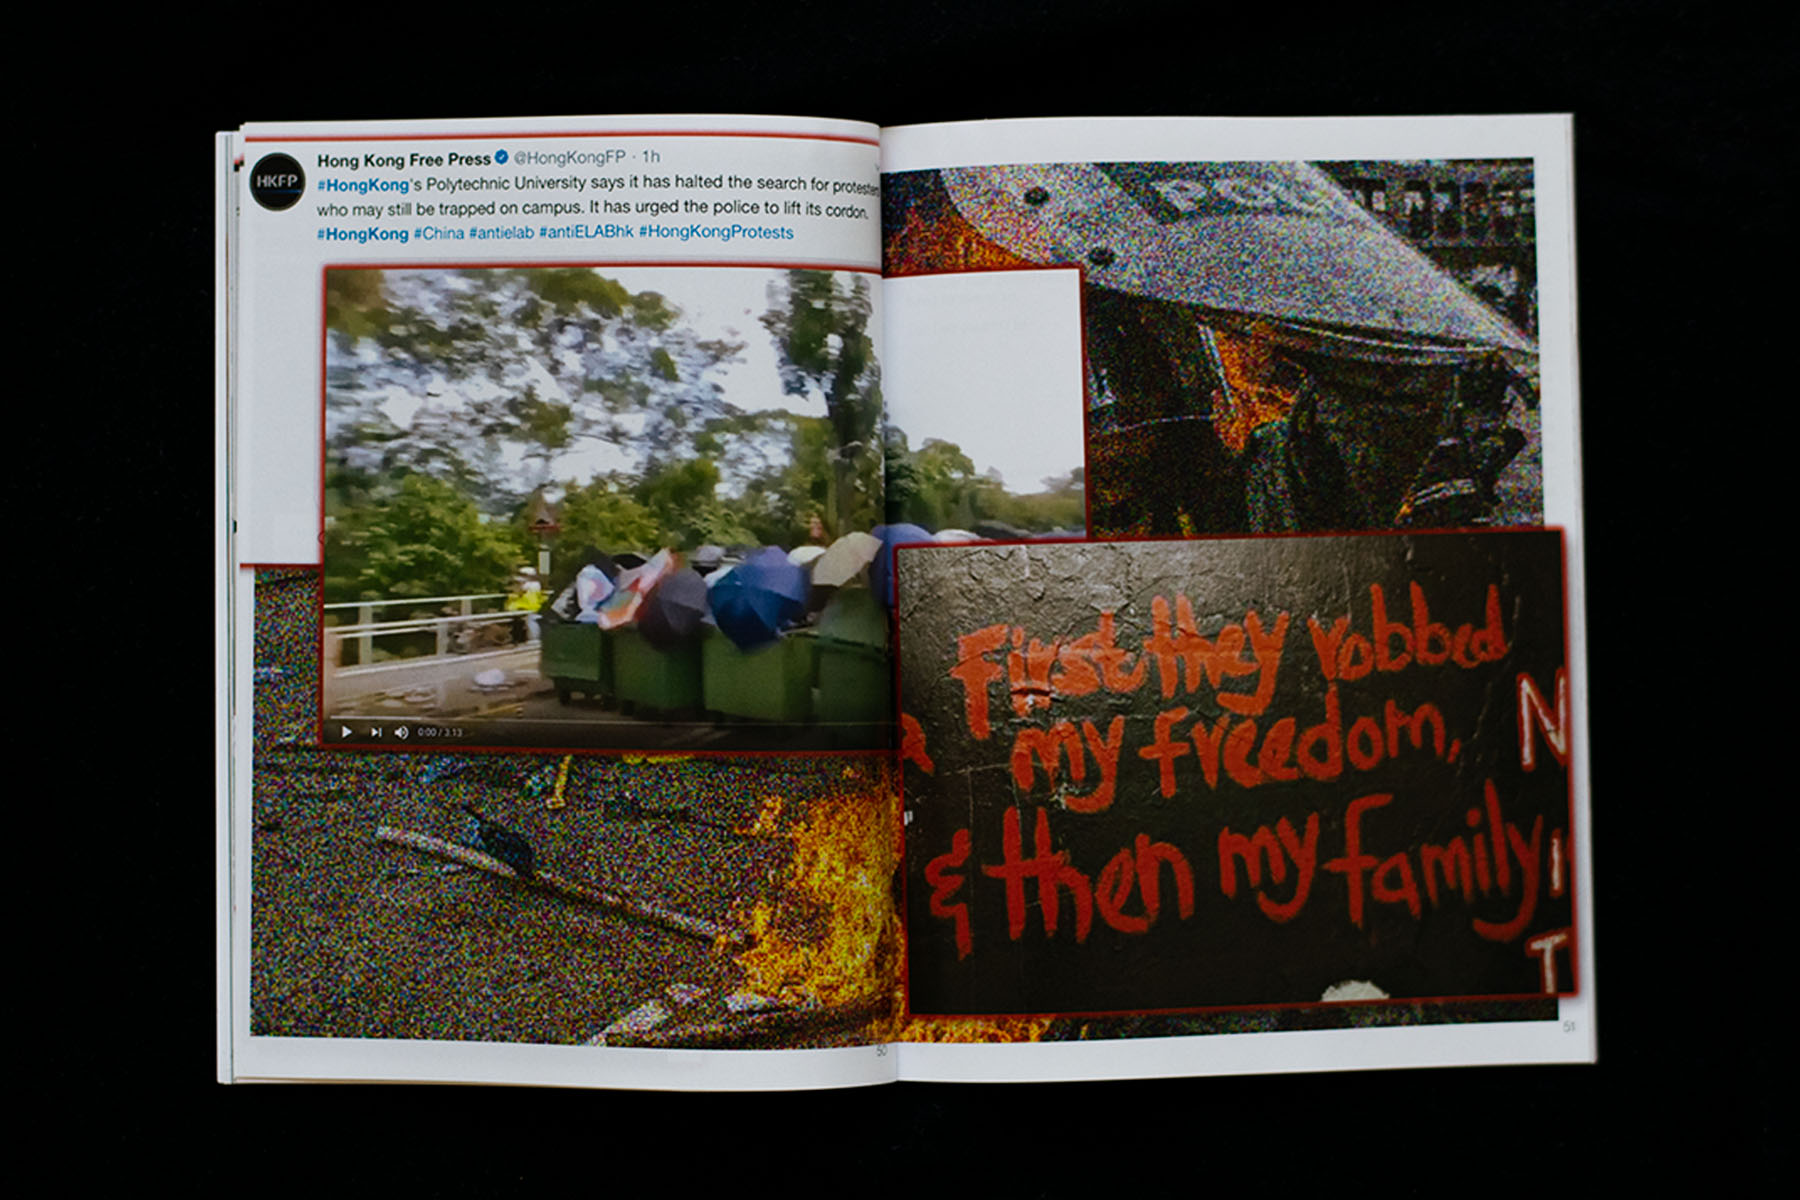 HKFP
Hong Kong Free Press @HongKongFP · 1h
#HongKong's Polytechnic University says it has halted the search for protesters
who may still be trapped on campus. It has urged the police to lift its cordon.
#HongKong #China #antielab #antiELABhk #HongKongProtests
0:00 / 3:13
First they robbed
my freedom,
& then my family
N
I
T
50
51